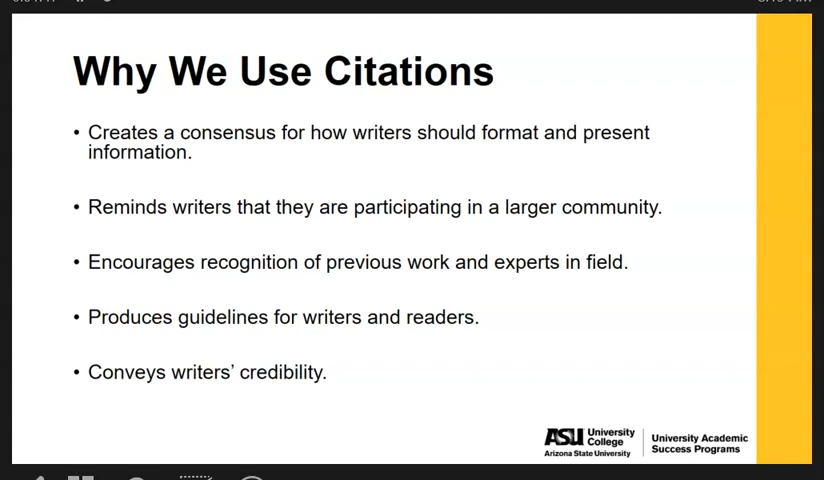 Why We Use Citations
• Creates a consensus for how writers should format and present
information.
• Reminds writers that they are participating in a larger community.
• Encourages recognition of previous work and experts in field.
• Produces guidelines for writers and readers.
• Conveys writers’ credibility.
ASU University
College
Arizona State University
University Academic
Success Programs